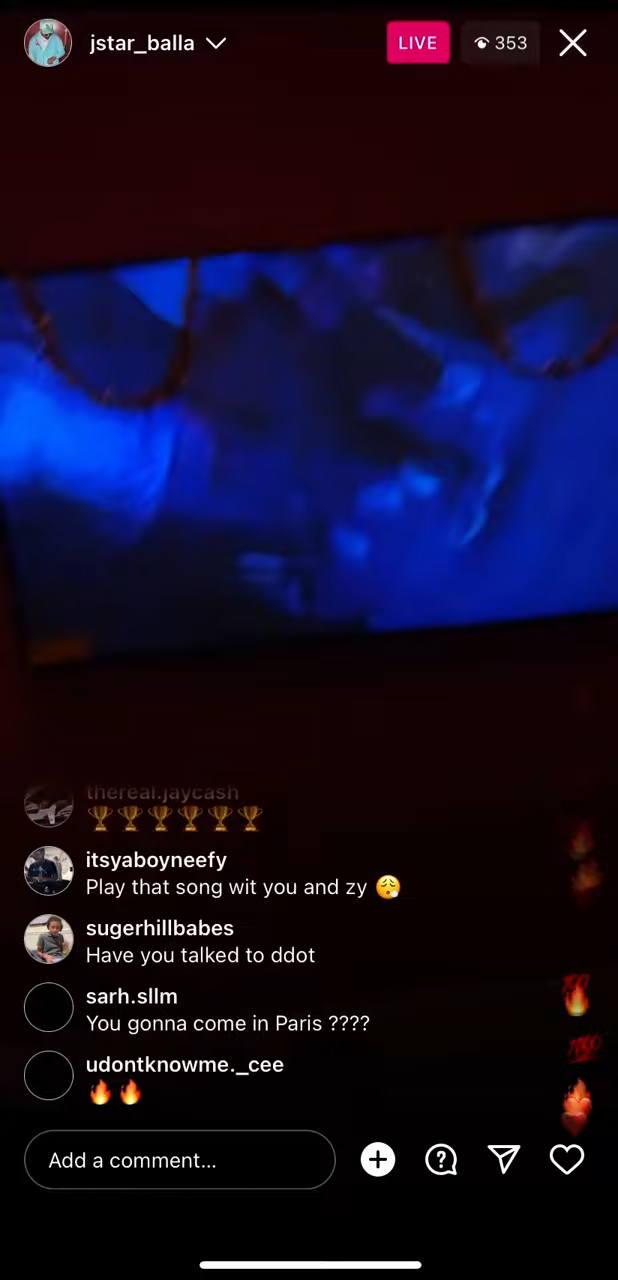 jstar_balla
LIVE
353
thereal.jaycash
🏆🏆🏆🏆🏆🏆
itsyaboyneefy
Play that song wit you and zy 😮‍💨
sugerhillbabes
Have you talked to ddot
sarh.sllm
You gonna come in Paris ????
udontknowme._cee
🔥🔥
Add a comment...